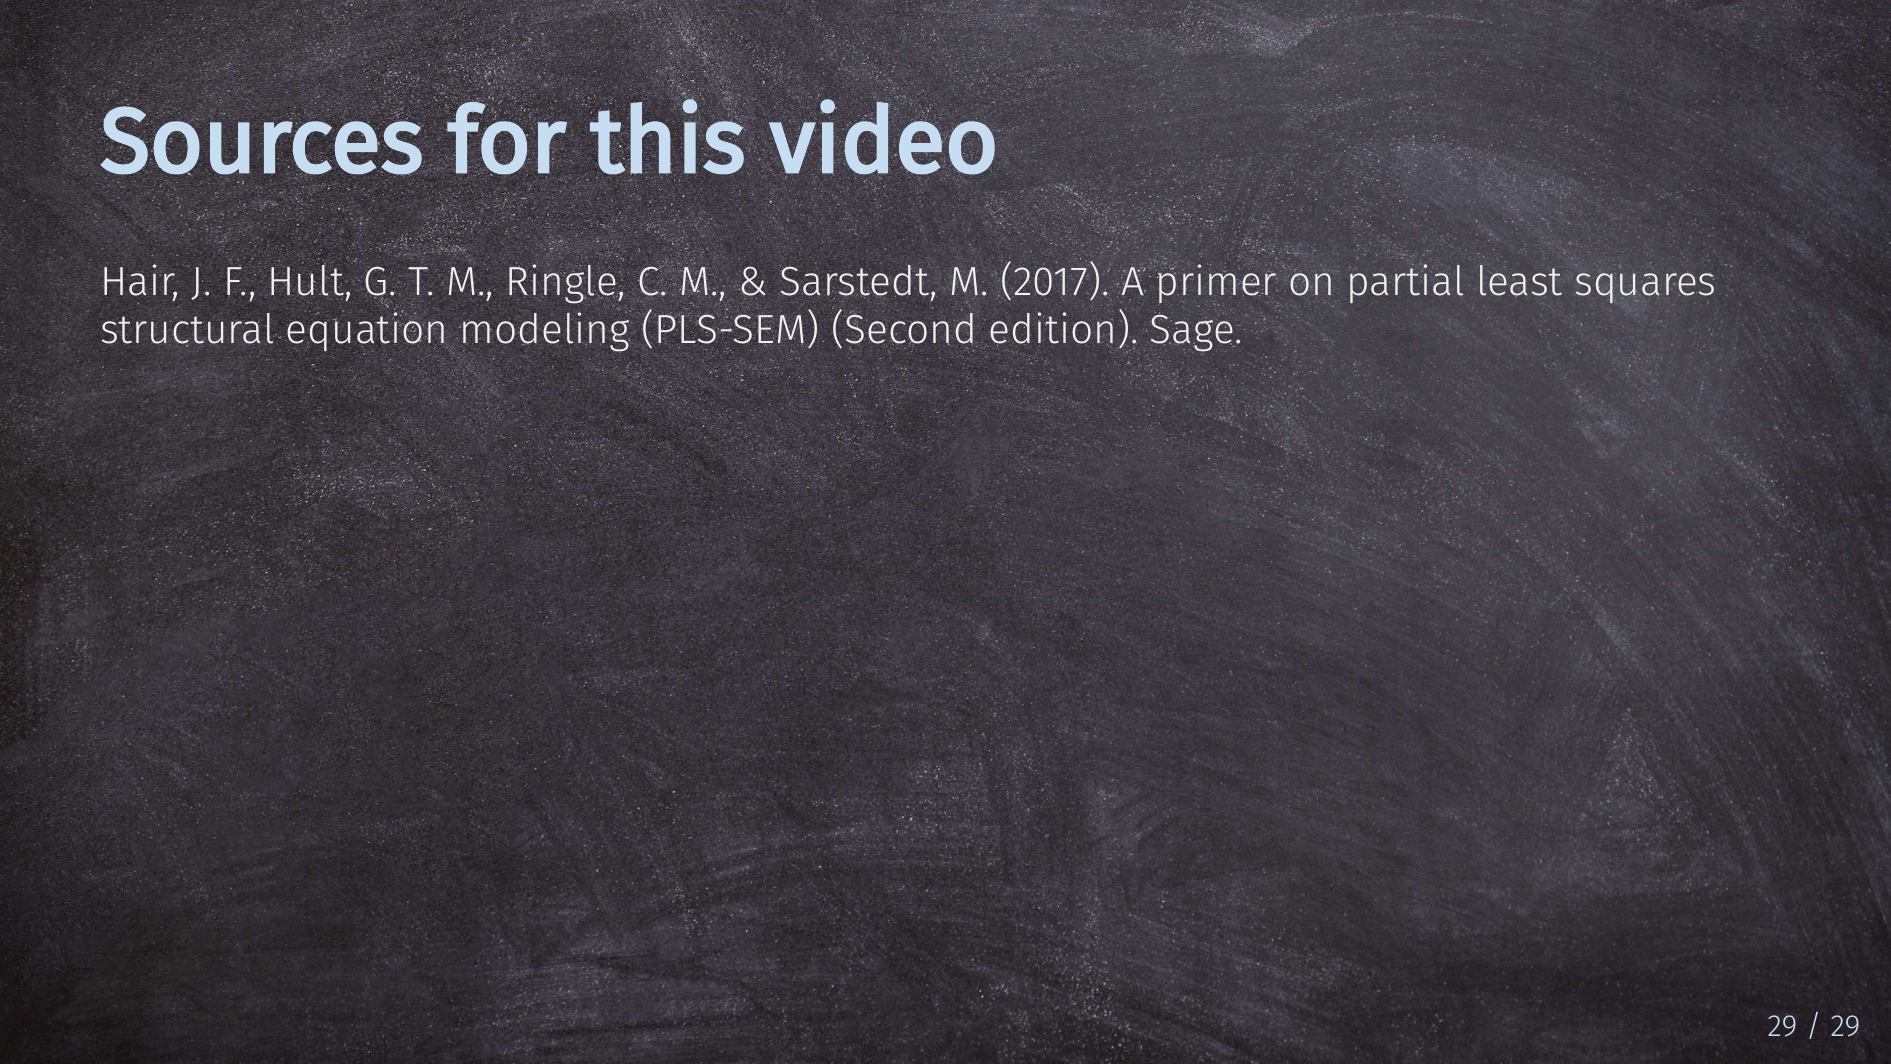 Sources for this video
Hair, J. F., Hult, G. T. M., Ringle, C. M., & Sarstedt, M. (2017). A primer on partial least squares
structural equation modeling (PLS-SEM) (Second edition). Sage.
29 / 29